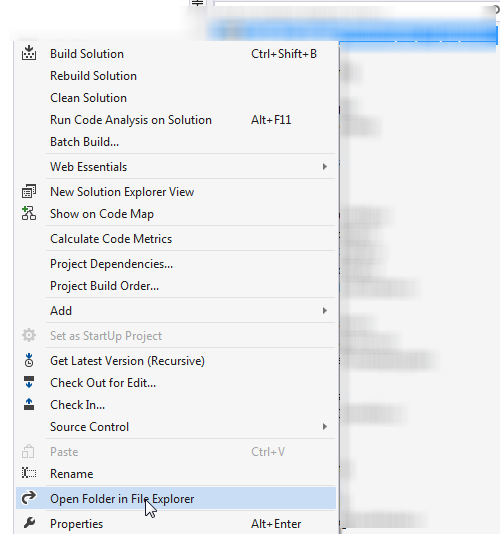 Build Solution Ctrl+Shift+B
Rebuild Solution
Clean Solution
Run Code Analysis on Solution Alt+F11
Batch Build...
Web Essentials
New Solution Explorer View
Show on Code Map
Calculate Code Metrics
Project Dependencies...
Project Build Order...
Add
Set as StartUp Project
Get Latest Version (Recursive)
Check Out for Edit...
Check In...
Source Control
Paste Ctrl+V
Rename
Open Folder in File Explorer
Properties Alt+Enter